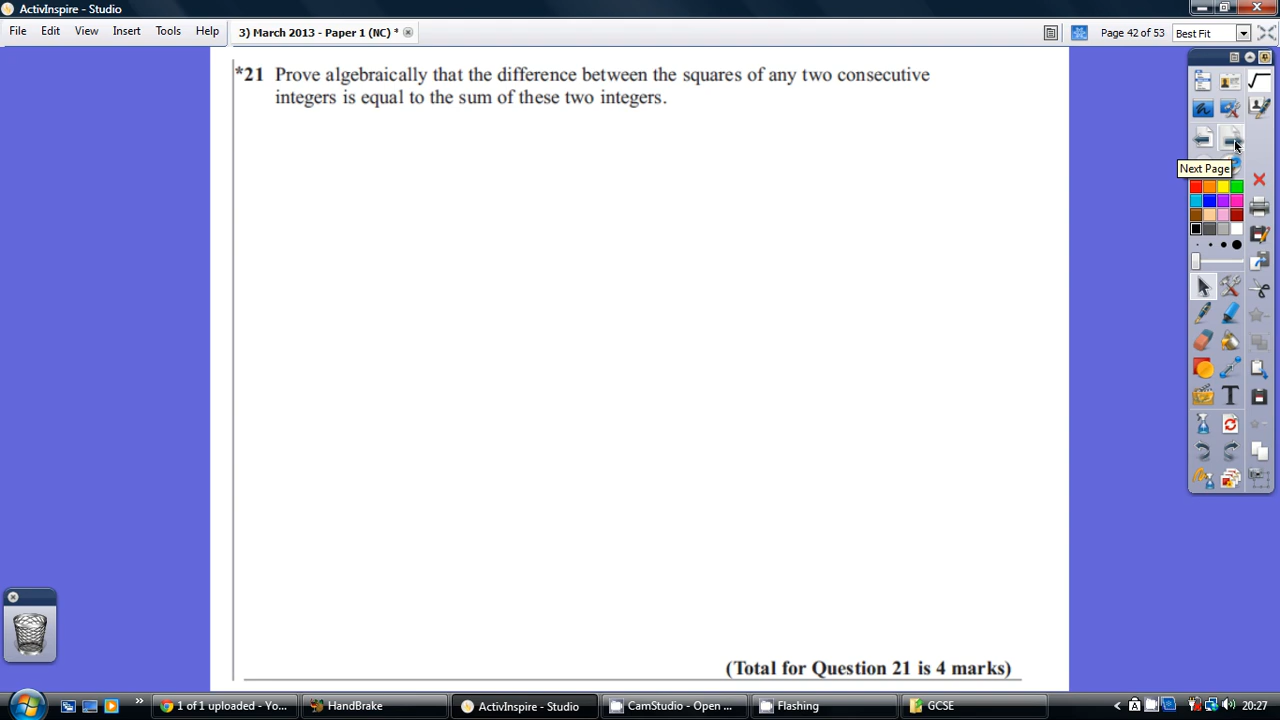 ActivInspire - Studio
File Edit View Insert Tools Help
3) March 2013 - Paper 1 (NC) *
Page 42 of 53
Best Fit
*21 Prove algebraically that the difference between the squares of any two consecutive
integers is equal to the sum of these two integers.
Next Page
(Total for Question 21 is 4 marks)
1 of 1 uploaded - Yo...
HandBrake
ActivInspire - Studio
CamStudio - Open ...
Flashing
GCSE
20:27